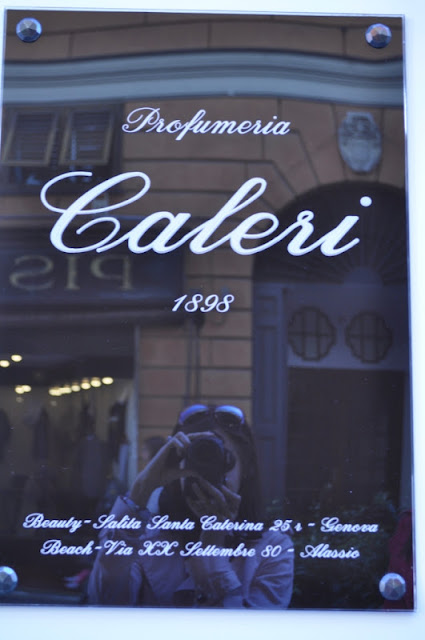 Profumeria
Caleri
1898
Beauty - Salita Santa Caterina 25 r - Genova
Beach - Via XX Settembre 80 - Alassio